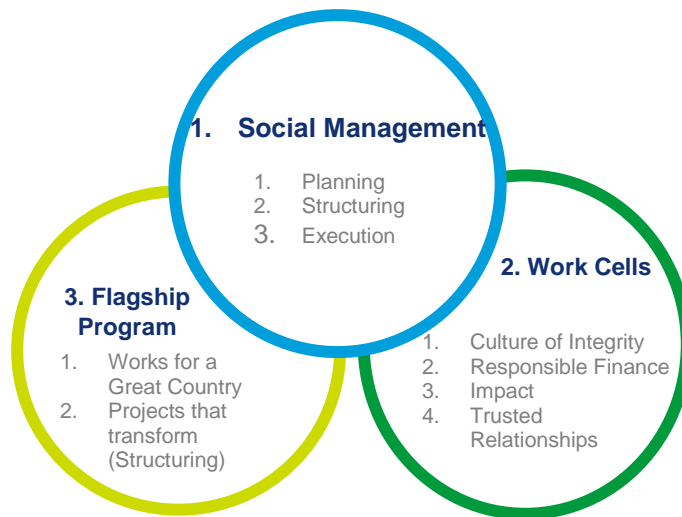 1. Social Management
1. Planning
2. Structuring
3. Execution
2. Work Cells
1. Culture of Integrity
2. Responsible Finance
3. Impact
4. Trusted
Relationships
3. Flagship
Program
1. Works for a
Great Country
2. Projects that
transform
(Structuring)